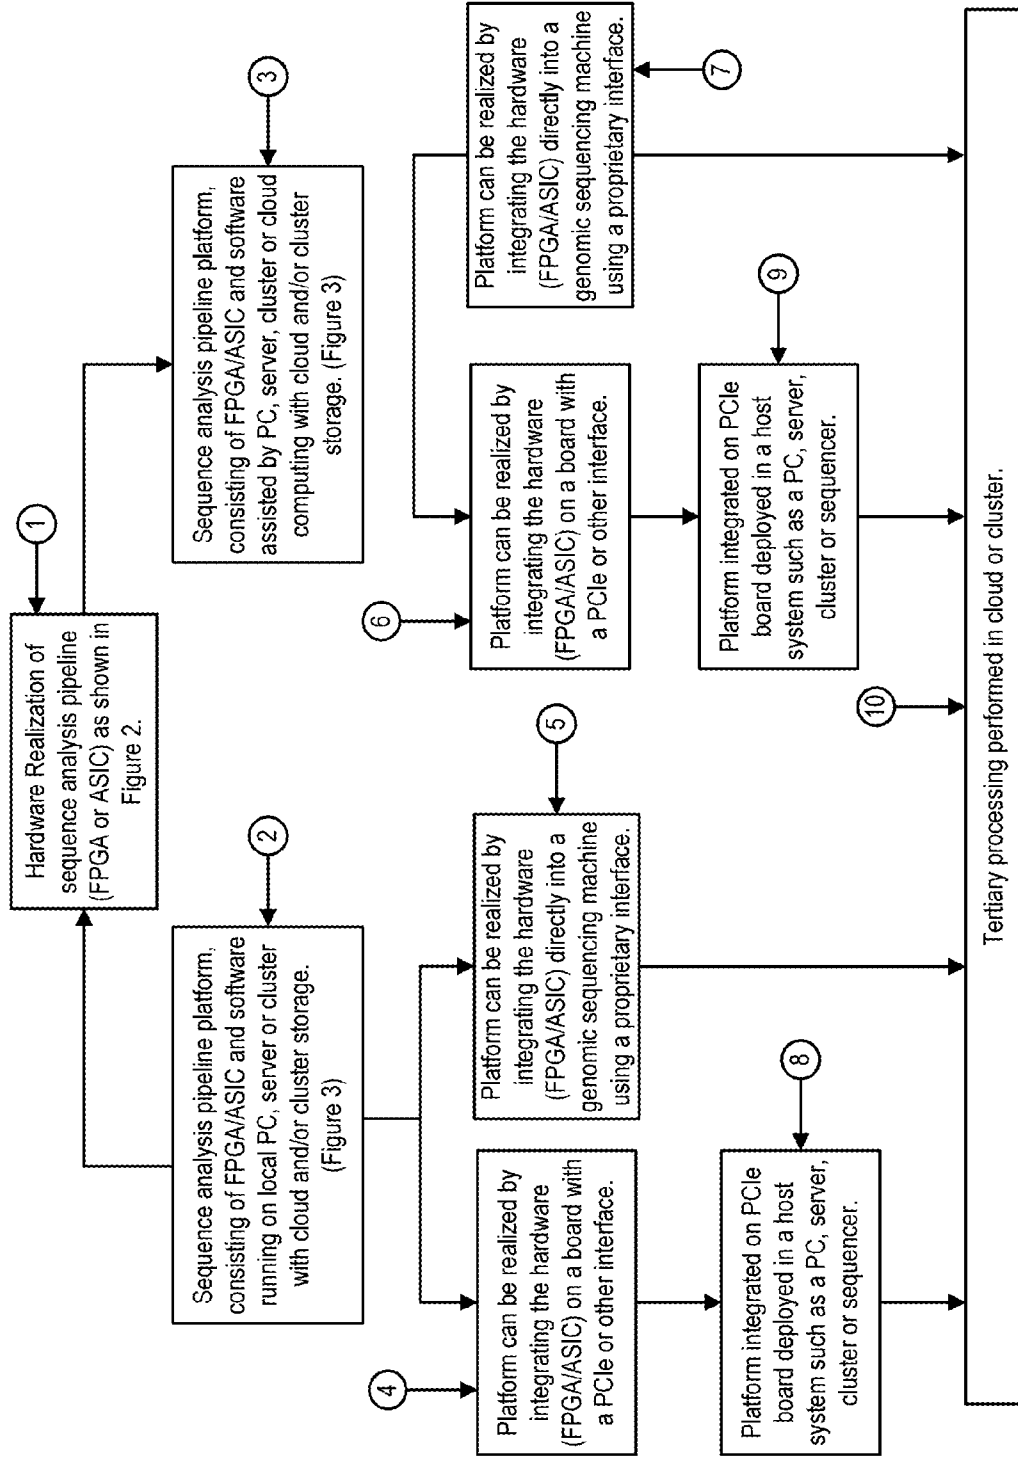 1
Hardware Realization of
sequence analysis pipeline
(FPGA or ASIC) as shown in
Figure 2.
2
Sequence analysis pipeline platform,
consisting of FPGA/ASIC and software
running on local PC, server or cluster
with cloud and/or cluster storage.
(Figure 3)
3
Sequence analysis pipeline platform,
consisting of FPGA/ASIC and software
assisted by PC, server, cluster or cloud
computing with cloud and/or cluster
storage. (Figure 3)
4
Platform can be realized by
integrating the hardware
(FPGA/ASIC) on a board with
a PCIe or other interface.
5
Platform can be realized by
integrating the hardware
(FPGA/ASIC) directly into a
genomic sequencing machine
using a proprietary interface.
6
Platform can be realized by
integrating the hardware
(FPGA/ASIC) on a board with
a PCIe or other interface.
7
Platform can be realized by
integrating the hardware
(FPGA/ASIC) directly into a
genomic sequencing machine
using a proprietary interface.
8
Platform integrated on PCIe
board deployed in a host
system such as a PC, server,
cluster or sequencer.
9
Platform integrated on PCIe
board deployed in a host
system such as a PC, server,
cluster or sequencer.
10
Tertiary processing performed in cloud or cluster.